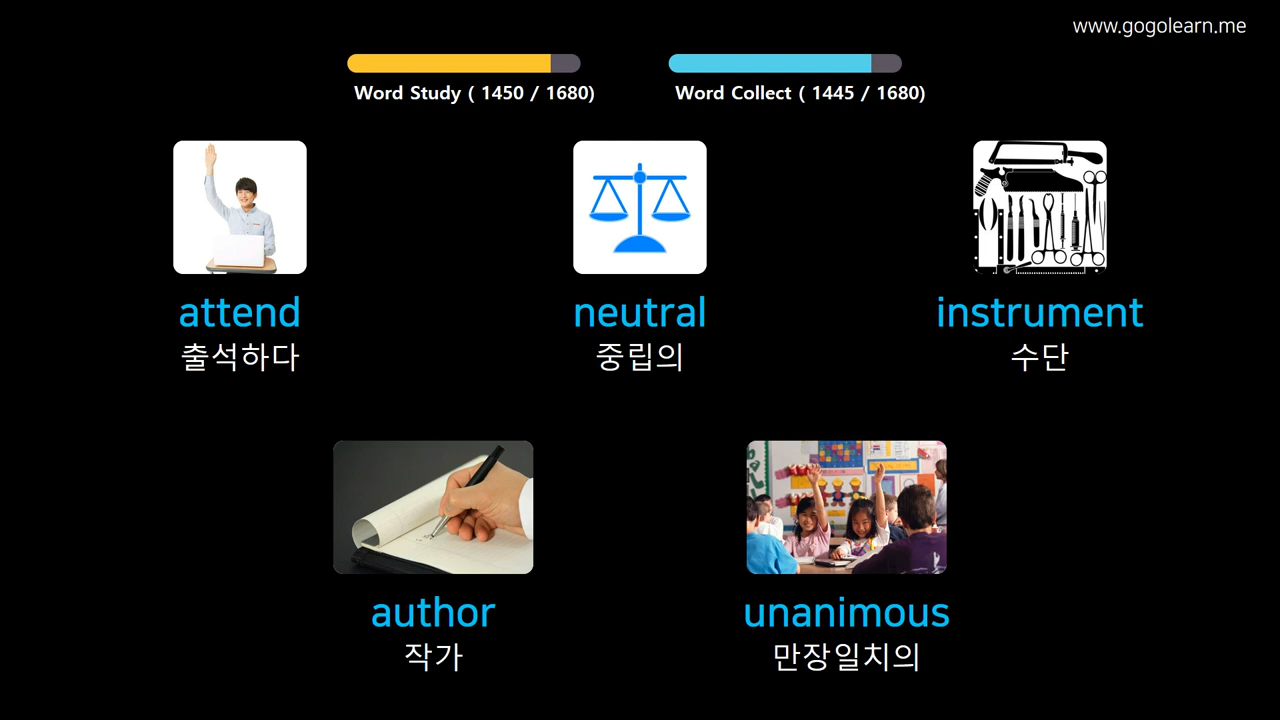 www.gogolearn.me
Word Study ( 1450 / 1680)
Word Collect ( 1445 / 1680)
attend
출석하다
neutral
중립의
instrument
수단
author
작가
unanimous
만장일치의